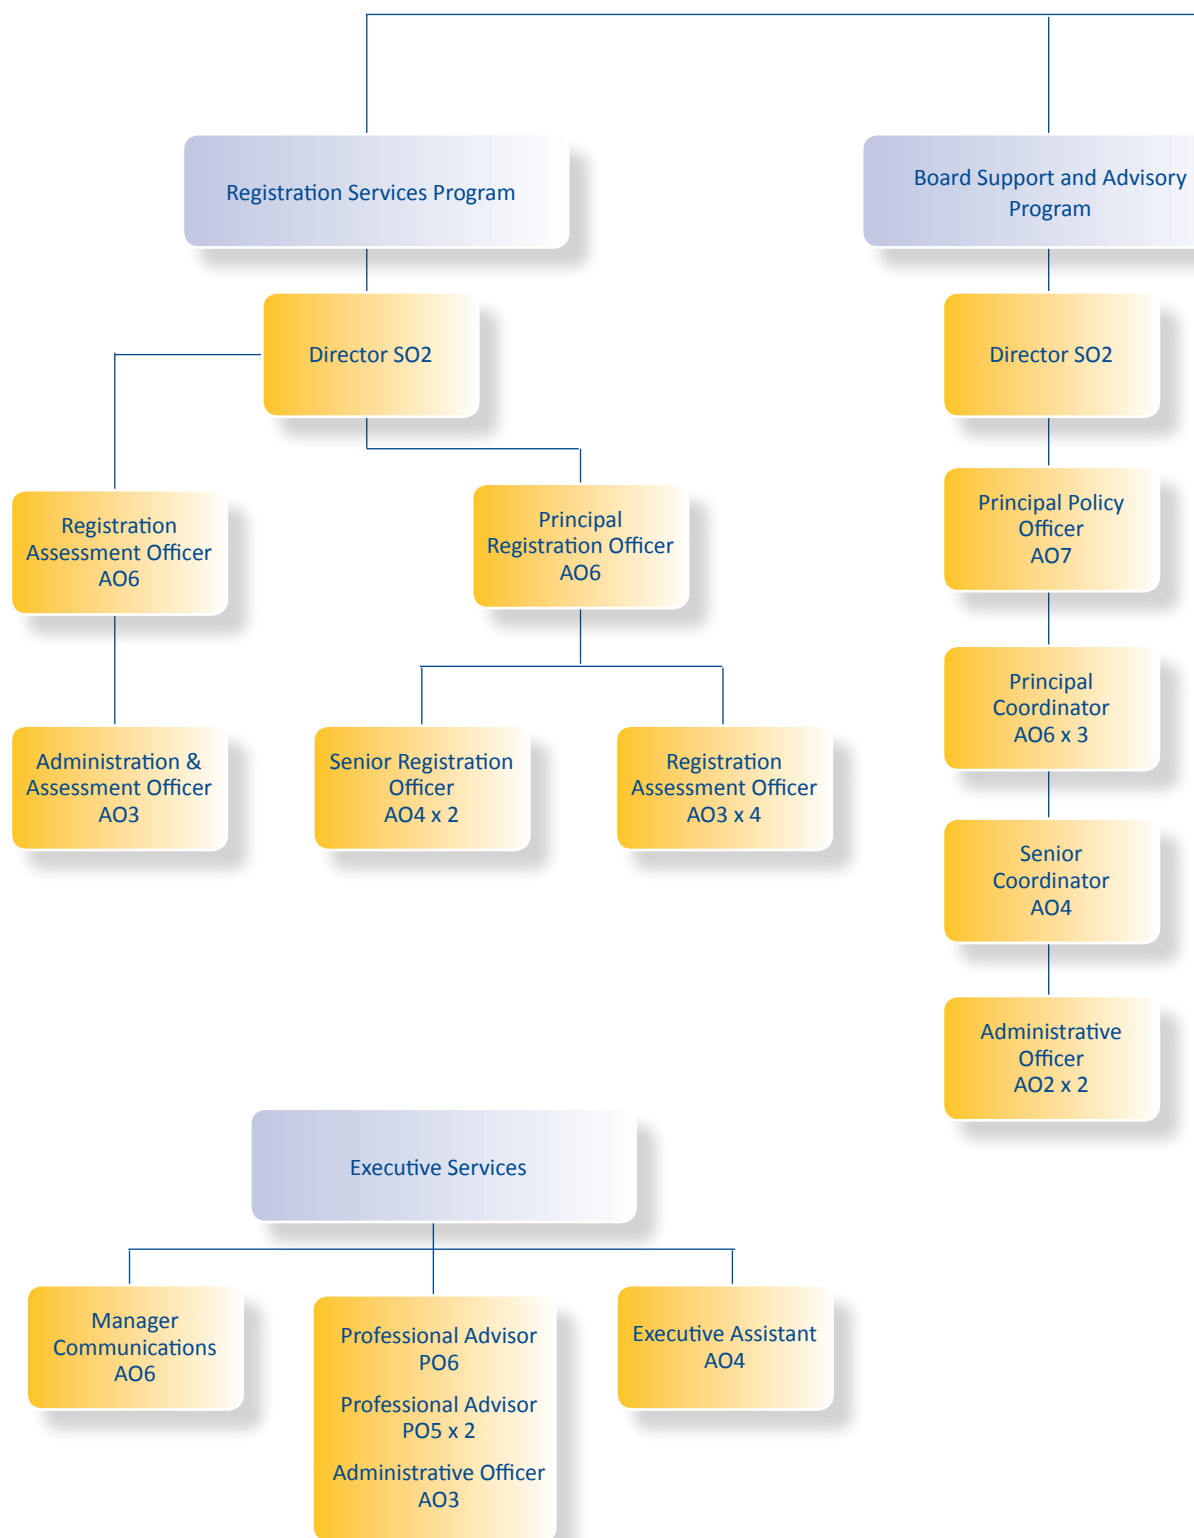 Registration Services Program
Director SO2
Registration
Assessment Officer
AO6
Administration &
Assessment Officer
AO3
Principal
Registration Officer
AO6
Senior Registration
Officer
AO4 x 2
Registration
Assessment Officer
AO3 x 4
Board Support and Advisory
Program
Director SO2
Principal Policy
Officer
AO7
Principal
Coordinator
AO6 x 3
Senior
Coordinator
AO4
Administrative
Officer
AO2 x 2
Executive Services
Manager
Communications
AO6
Professional Advisor
PO6
Professional Advisor
PO5 x 2
Administrative Officer
AO3
Executive Assistant
AO4